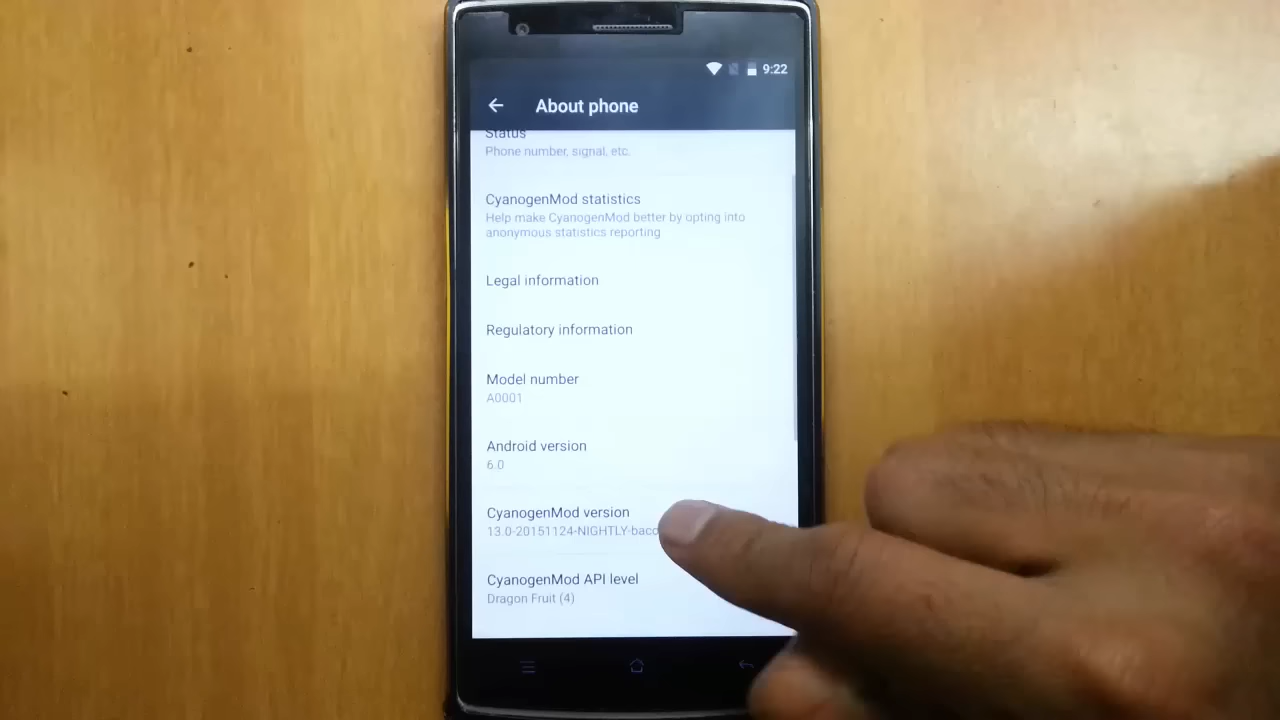 9:22
About phone
Status
Phone number, signal, etc.
CyanogenMod statistics
Help make CyanogenMod better by opting into
anonymous statistics reporting
Legal information
Regulatory information
Model number
A0001
Android version
6.0
CyanogenMod version
13.0-20151124-NIGHTLY-baco
CyanogenMod API level
Dragon Fruit (4)